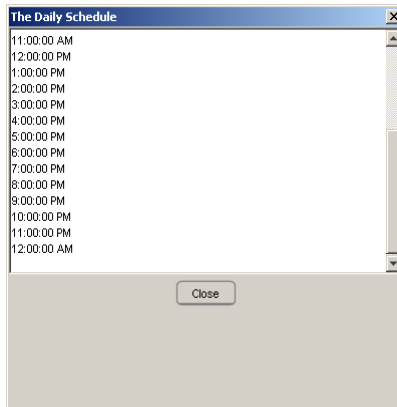 The Daily Schedule
11:00:00 AM
12:00:00 PM
1:00:00 PM
2:00:00 PM
3:00:00 PM
4:00:00 PM
5:00:00 PM
6:00:00 PM
7:00:00 PM
8:00:00 PM
9:00:00 PM
10:00:00 PM
11:00:00 PM
12:00:00 AM
Close